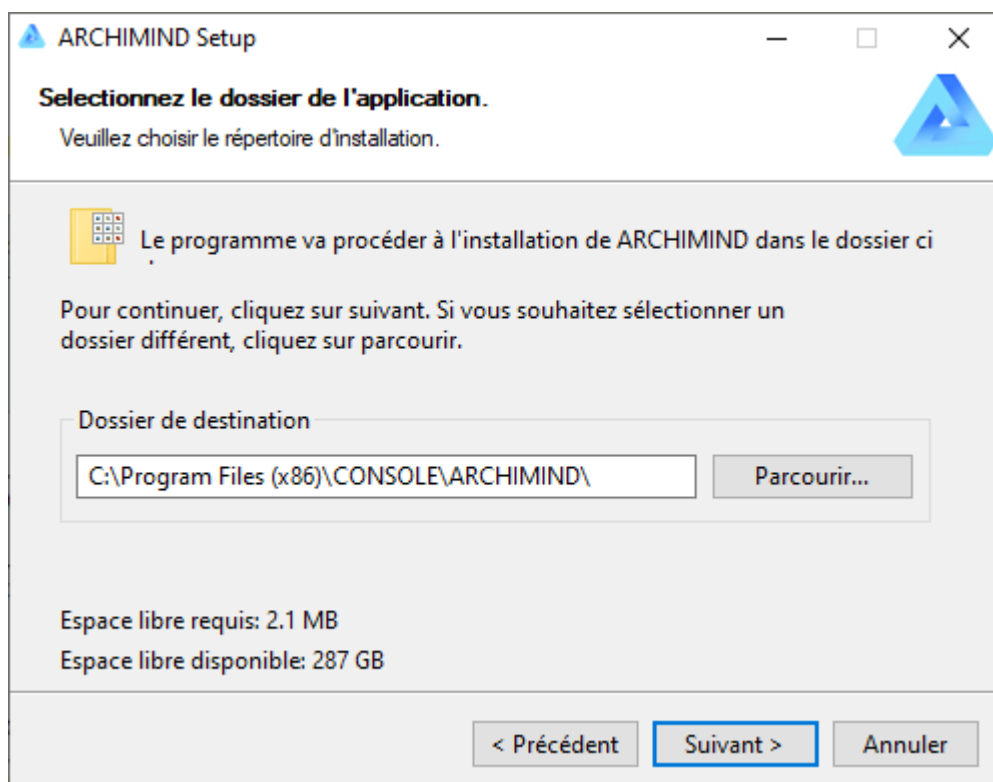 ARCHIMIND Setup
Selectionnez le dossier de l'application.
Veuillez choisir le répertoire d'installation.
Le programme va procéder à l'installation de ARCHIMIND dans le dossier ci
Pour continuer, cliquez sur suivant. Si vous souhaitez sélectionner un
dossier différent, cliquez sur parcourir.
Dossier de destination
C:\Program Files (x86)\CONSOLE\ARCHIMIND\
Parcourir...
Espace libre requis: 2.1 MB
Espace libre disponible: 287 GB
< Précédent
Suivant >
Annuler